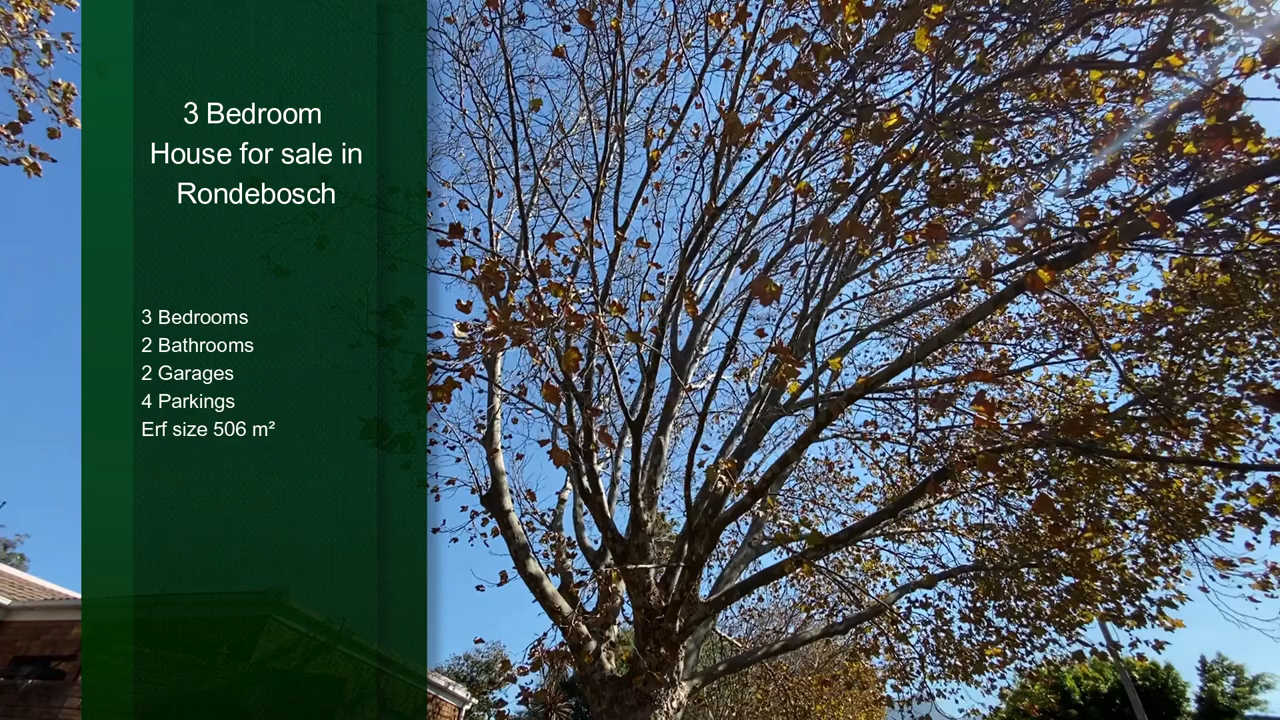 3 Bedroom
House for sale in
Rondebosch
3 Bedrooms
2 Bathrooms
2 Garages
4 Parkings
Erf size 506 m²